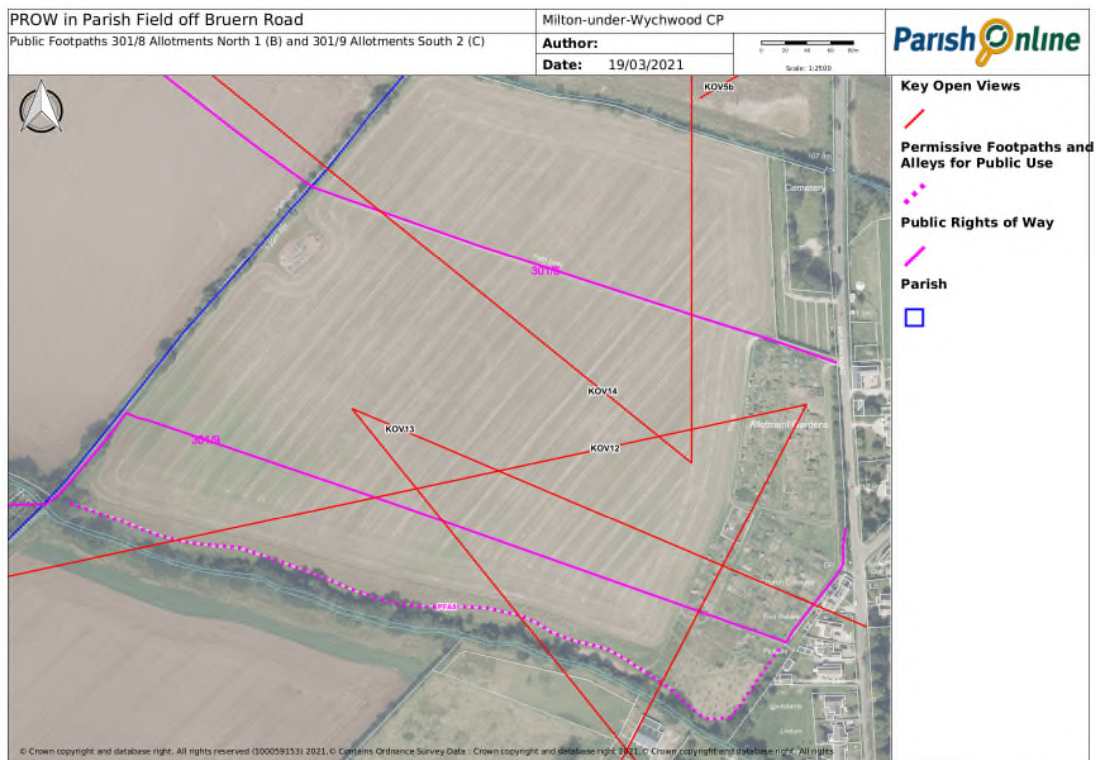 PROW in Parish Field off Bruern Road
Public Footpaths 301/8 Allotments North 1 (B) and 301/9 Allotments South 2 (C)
Milton-under-Wychwood CP
Author:
Date: 19/03/2021
Scale: 1:2500
Parish Online
Key Open Views
Permissive Footpaths and
Alleys for Public Use
Public Rights of Way
Parish
KOV5b
Cemetery
301/8
KOV14
KOV13
KOV12
301/9
Allotment Gardens
PFA8
© Crown copyright and database right. All rights reserved (100059153) 2021, © Contains Ordnance Survey Data : Crown copyright and database right 2021, © Crown copyright and database right. All rights